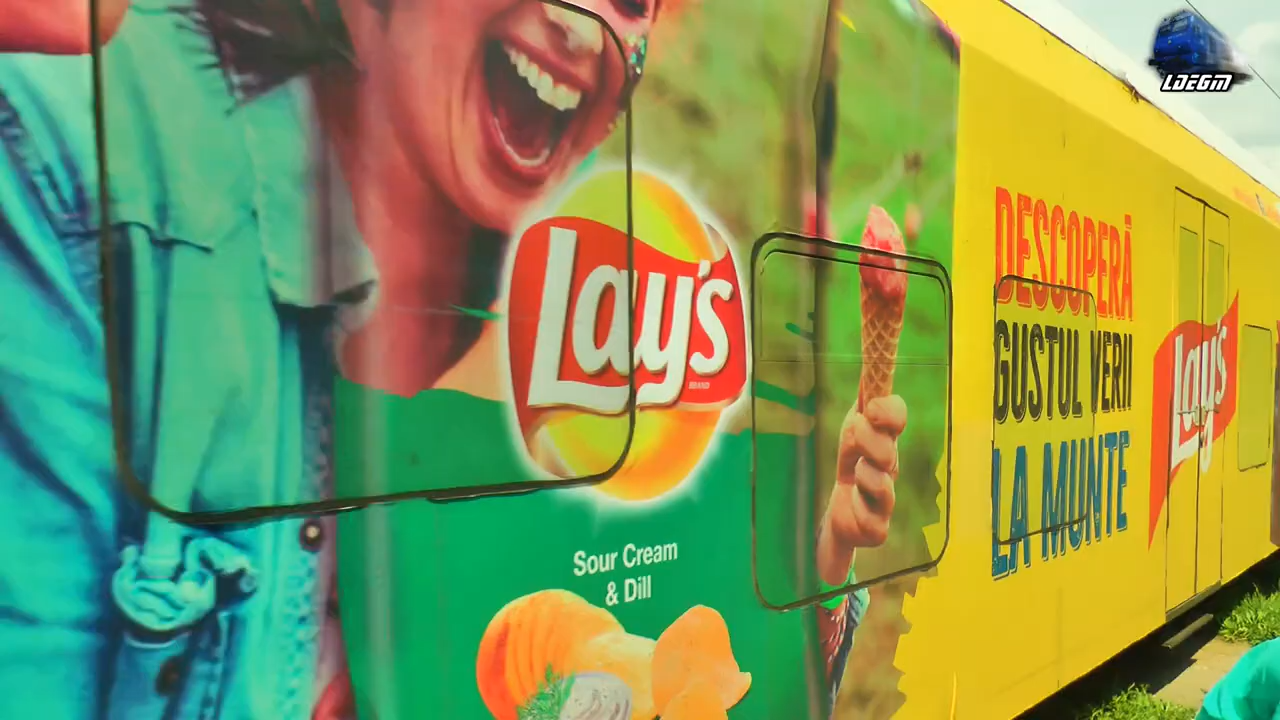 LDEGM
Lay's
BRAND
Sour Cream
& Dill
DESCOPERĂ
GUSTUL VERII
LA MUNTE
Lay's